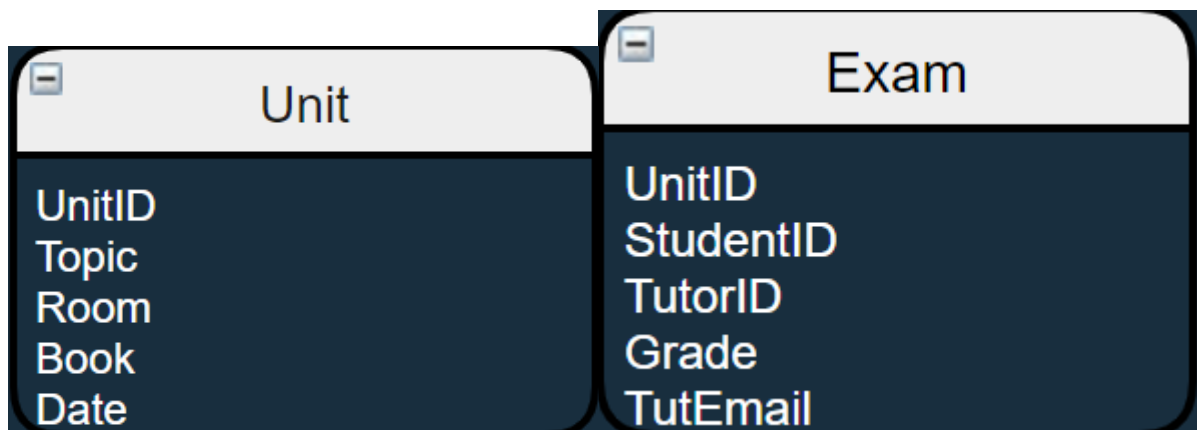 Unit
UnitID
Topic
Room
Book
Date
Exam
UnitID
StudentID
TutorID
Grade
TutEmail